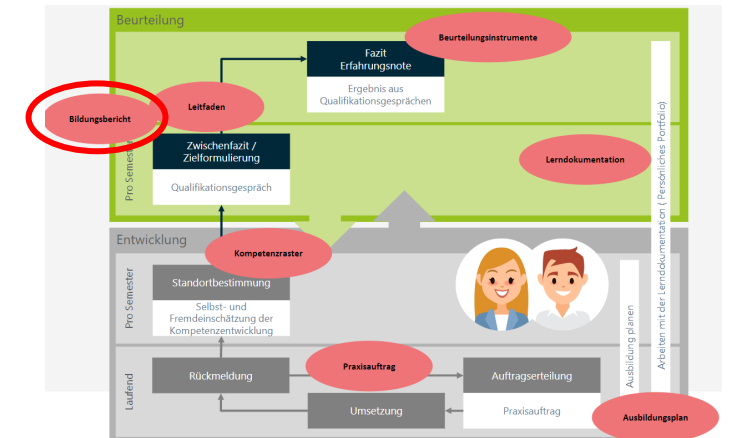 Beurteilung
Beurteilungsinstrumente
Fazit
Erfahrungsnote
Ergebnis aus
Qualifikationsgesprächen
Leitfaden
Bildungsbericht
Zwischenfazit /
Zielformulierung
Qualifikationsgespräch
Pro Semester
Lerndokumentation
Arbeiten mit der Lerndokumentation ( Persönliches Portfolio)
Entwicklung
Kompetenzraster
Pro Semester
Standortbestimmung
Selbst- und
Fremdeinschätzung der
Kompetenzentwicklung
Ausbildung planen
Laufend
Rückmeldung
Praxisauftrag
Auftragserteilung
Umsetzung
Praxisauftrag
Ausbildungsplan